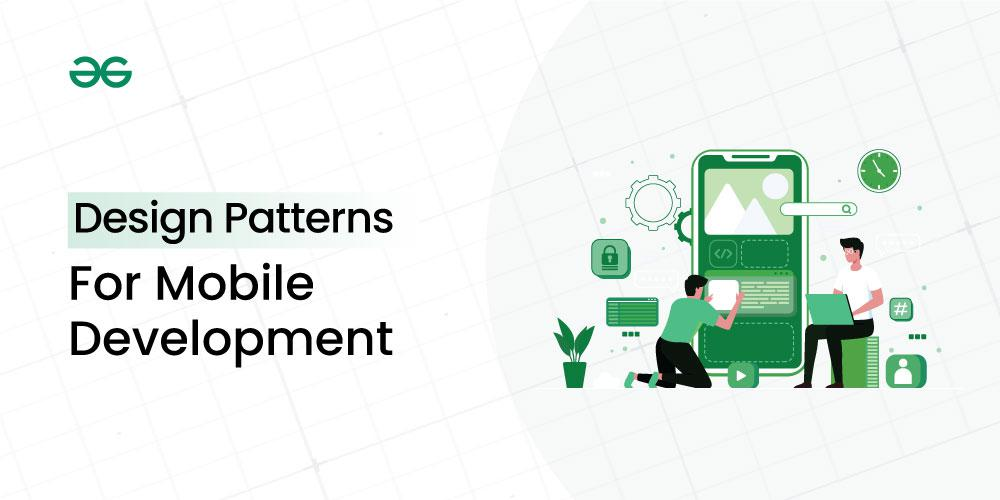 Design Patterns
For Mobile
Development
</>
#